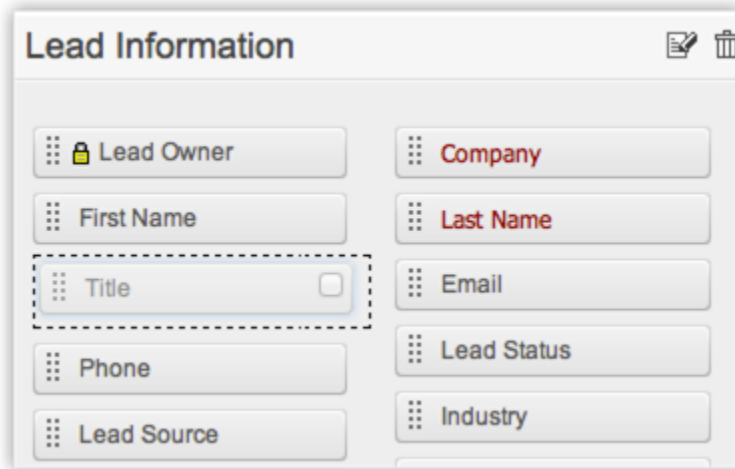 Lead Information
Lead Owner
Company
First Name
Last Name
Title
Email
Phone
Lead Status
Lead Source
Industry